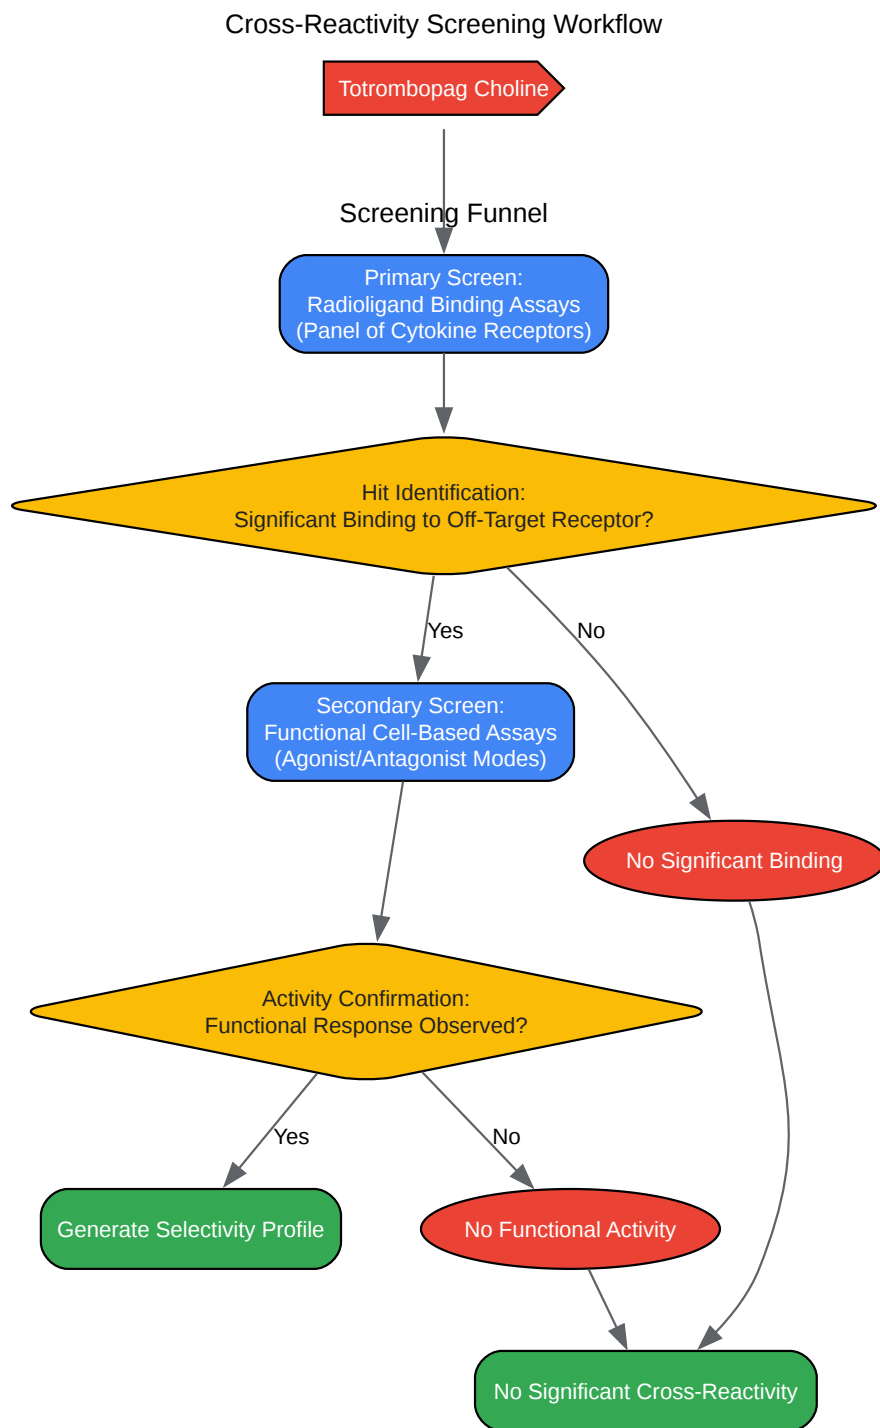 Cross-Reactivity Screening Workflow
Totrombopag Choline
Screening Funnel
Primary Screen:
Radioligand Binding Assays
(Panel of Cytokine Receptors)
Hit Identification:
Significant Binding to Off-Target Receptor?
Yes
No
Secondary Screen:
Functional Cell-Based Assays
(Agonist/Antagonist Modes)
No Significant Binding
Activity Confirmation:
Functional Response Observed?
Yes
No
Generate Selectivity Profile
No Functional Activity
No Significant Cross-Reactivity